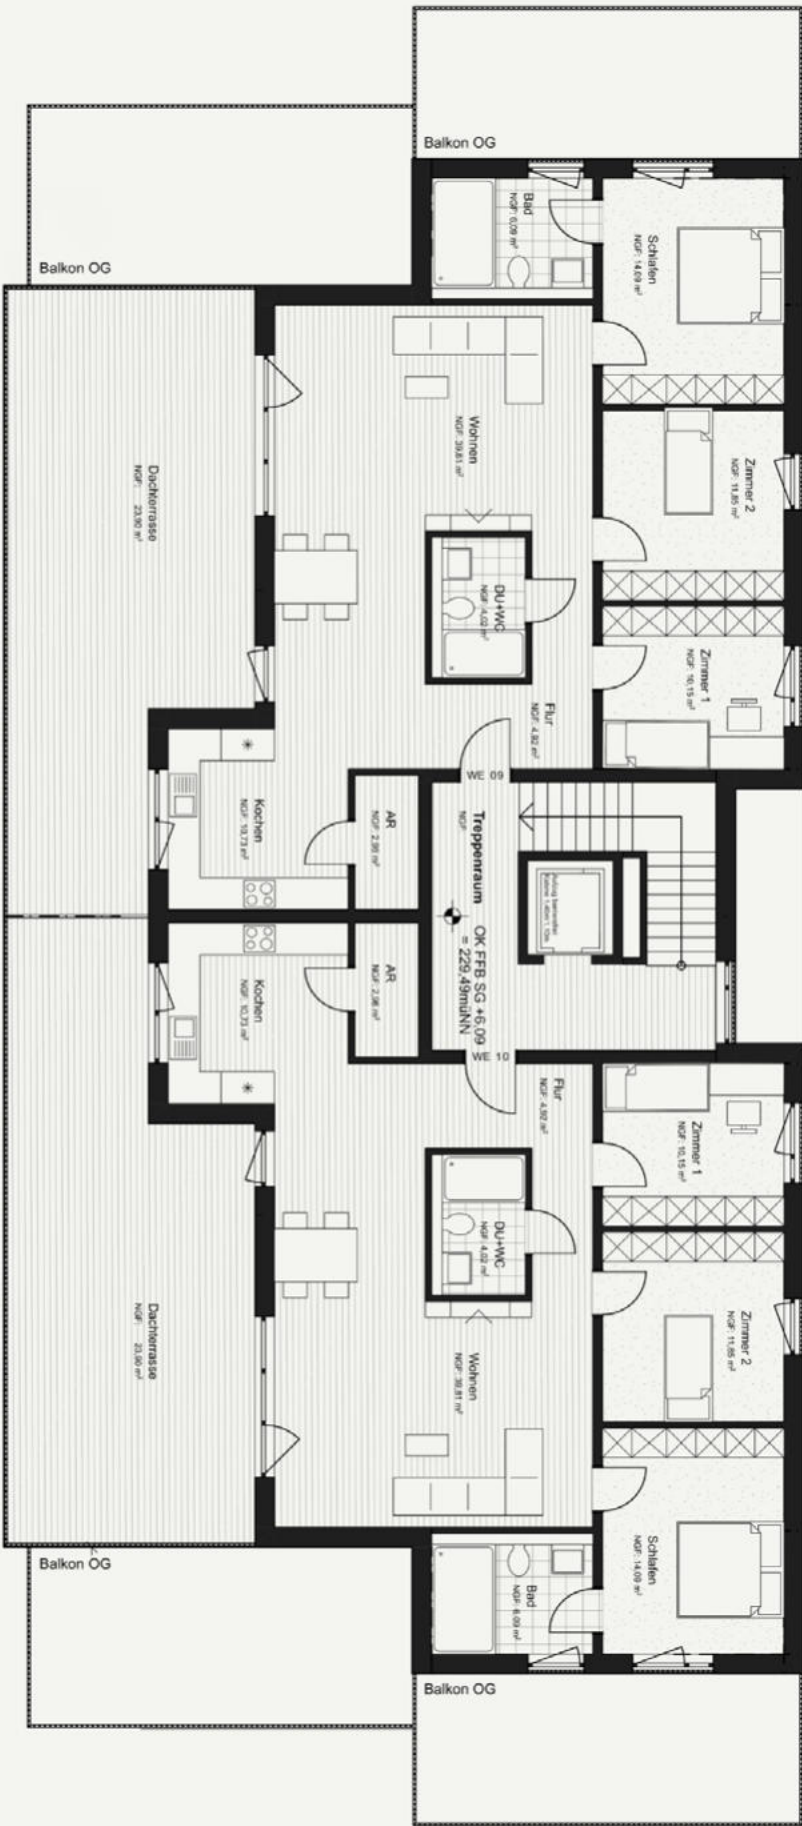 Balkon OG
Balkon OG
Bad
NGF: 6,09 m²
Schlafen
NGF: 14,09 m²
Wohnen
NGF: 39,81 m²
Zimmer 2
NGF: 11,85 m²
Dachterrasse
NGF: 23,90 m²
DU+WC
NGF: 4,02 m²
Zimmer 1
NGF: 10,15 m²
Flur
NGF: 4,92 m²
WE 09
Kochen
NGF: 10,73 m²
AR
NGF: 2,96 m²
Treppenraum
NGF:
OK FFB SG +6.09
= 229,49müNN
Kochen
NGF: 10,73 m²
AR
NGF: 2,96 m²
WE 10
Flur
NGF: 4,92 m²
Zimmer 1
NGF: 10,15 m²
DU+WC
NGF: 4,02 m²
Zimmer 2
NGF: 11,85 m²
Dachterrasse
NGF: 23,90 m²
Wohnen
NGF: 39,81 m²
Schlafen
NGF: 14,09 m²
Bad
NGF: 6,09 m²
Balkon OG
Balkon OG